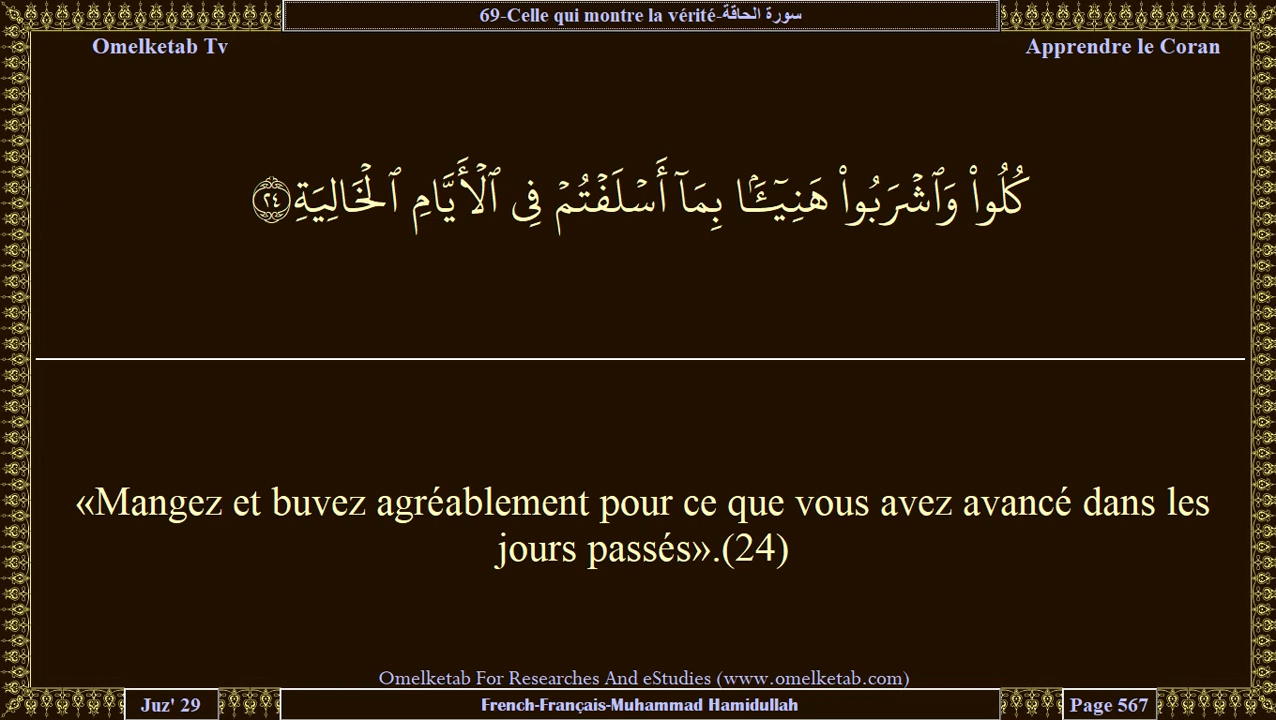 69-Celle qui montre la vérité-سورة الحاقة
Omelketab Tv
Apprendre le Coran
كُلُوا۟ وَٱشْرَبُوا۟ هَنِيٓـًٔۢا بِمَآ أَسْلَفْتُمْ فِى ٱلْأَيَّامِ ٱلْخَالِيَةِ ٢٤
«Mangez et buvez agréablement pour ce que vous avez avancé dans les
jours passés».(24)
Omelketab For Researches And eStudies (www.omelketab.com)
Juz' 29
French-Français-Muhammad Hamidullah
Page 567